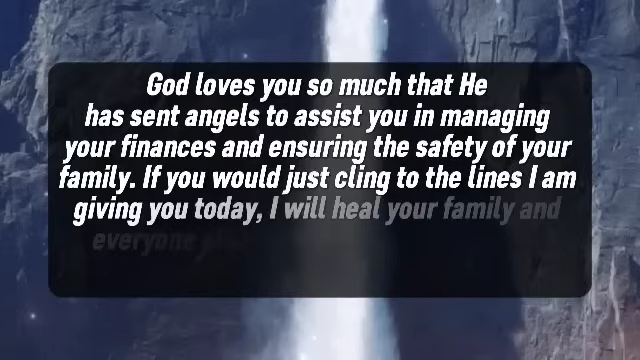 God loves you so much that He
has sent angels to assist you in managing
your finances and ensuring the safety of your
family. If you would just cling to the lines I am
giving you today, I will heal your family and
everyone